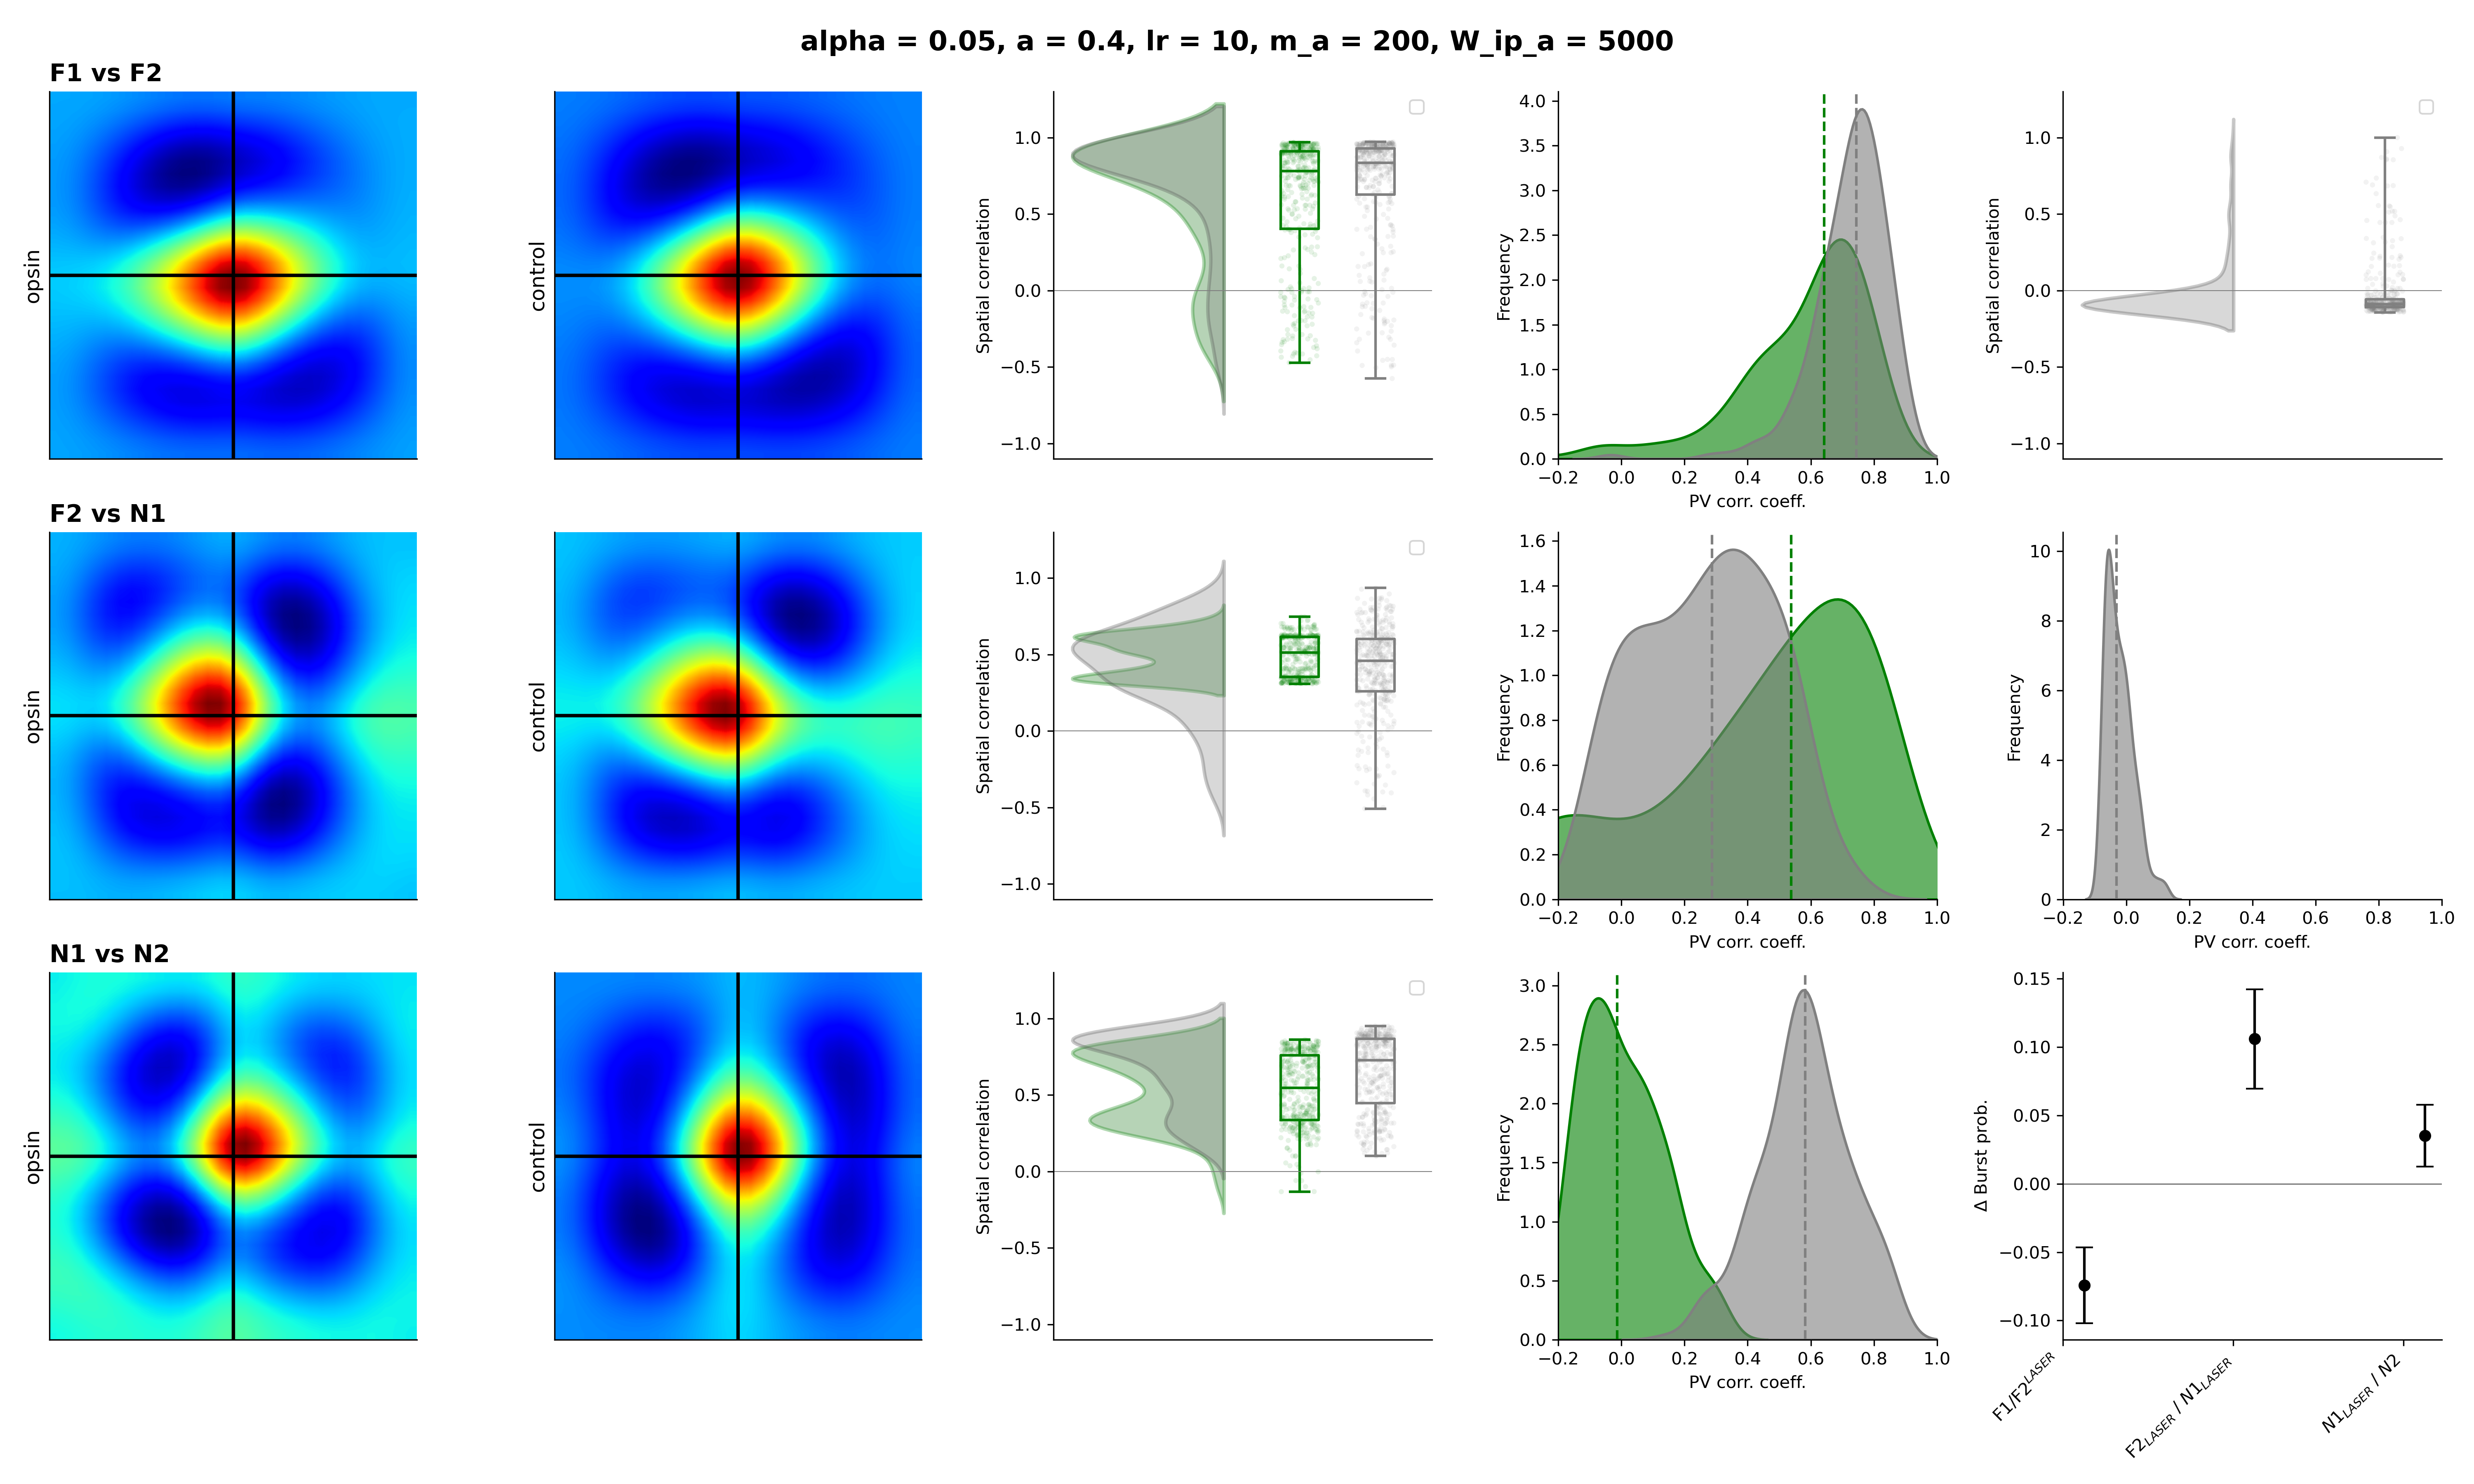 alpha = 0.05, a = 0.4, lr = 10, m_a = 200, W_ip_a = 5000
F1 vs F2
opsin
control
Spatial correlation
1.0
0.5
0.0
−0.5
−1.0
Frequency
4.0
3.5
3.0
2.5
2.0
1.5
1.0
0.5
0.0
−0.2 0.0 0.2 0.4 0.6 0.8 1.0
PV corr. coeff.
Spatial correlation
1.0
0.5
0.0
−0.5
−1.0
F2 vs N1
opsin
control
Spatial correlation
1.0
0.5
0.0
−0.5
−1.0
Frequency
1.6
1.4
1.2
1.0
0.8
0.6
0.4
0.2
0.0
−0.2 0.0 0.2 0.4 0.6 0.8 1.0
PV corr. coeff.
Frequency
10
8
6
4
2
0
−0.2 0.0 0.2 0.4 0.6 0.8 1.0
PV corr. coeff.
N1 vs N2
opsin
control
Spatial correlation
1.0
0.5
0.0
−0.5
−1.0
Frequency
3.0
2.5
2.0
1.5
1.0
0.5
0.0
−0.2 0.0 0.2 0.4 0.6 0.8 1.0
PV corr. coeff.
Δ Burst prob.
0.15
0.10
0.05
0.00
−0.05
−0.10
F1/F2^LASER
F2_LASER / N1_LASER
N1_LASER / N2